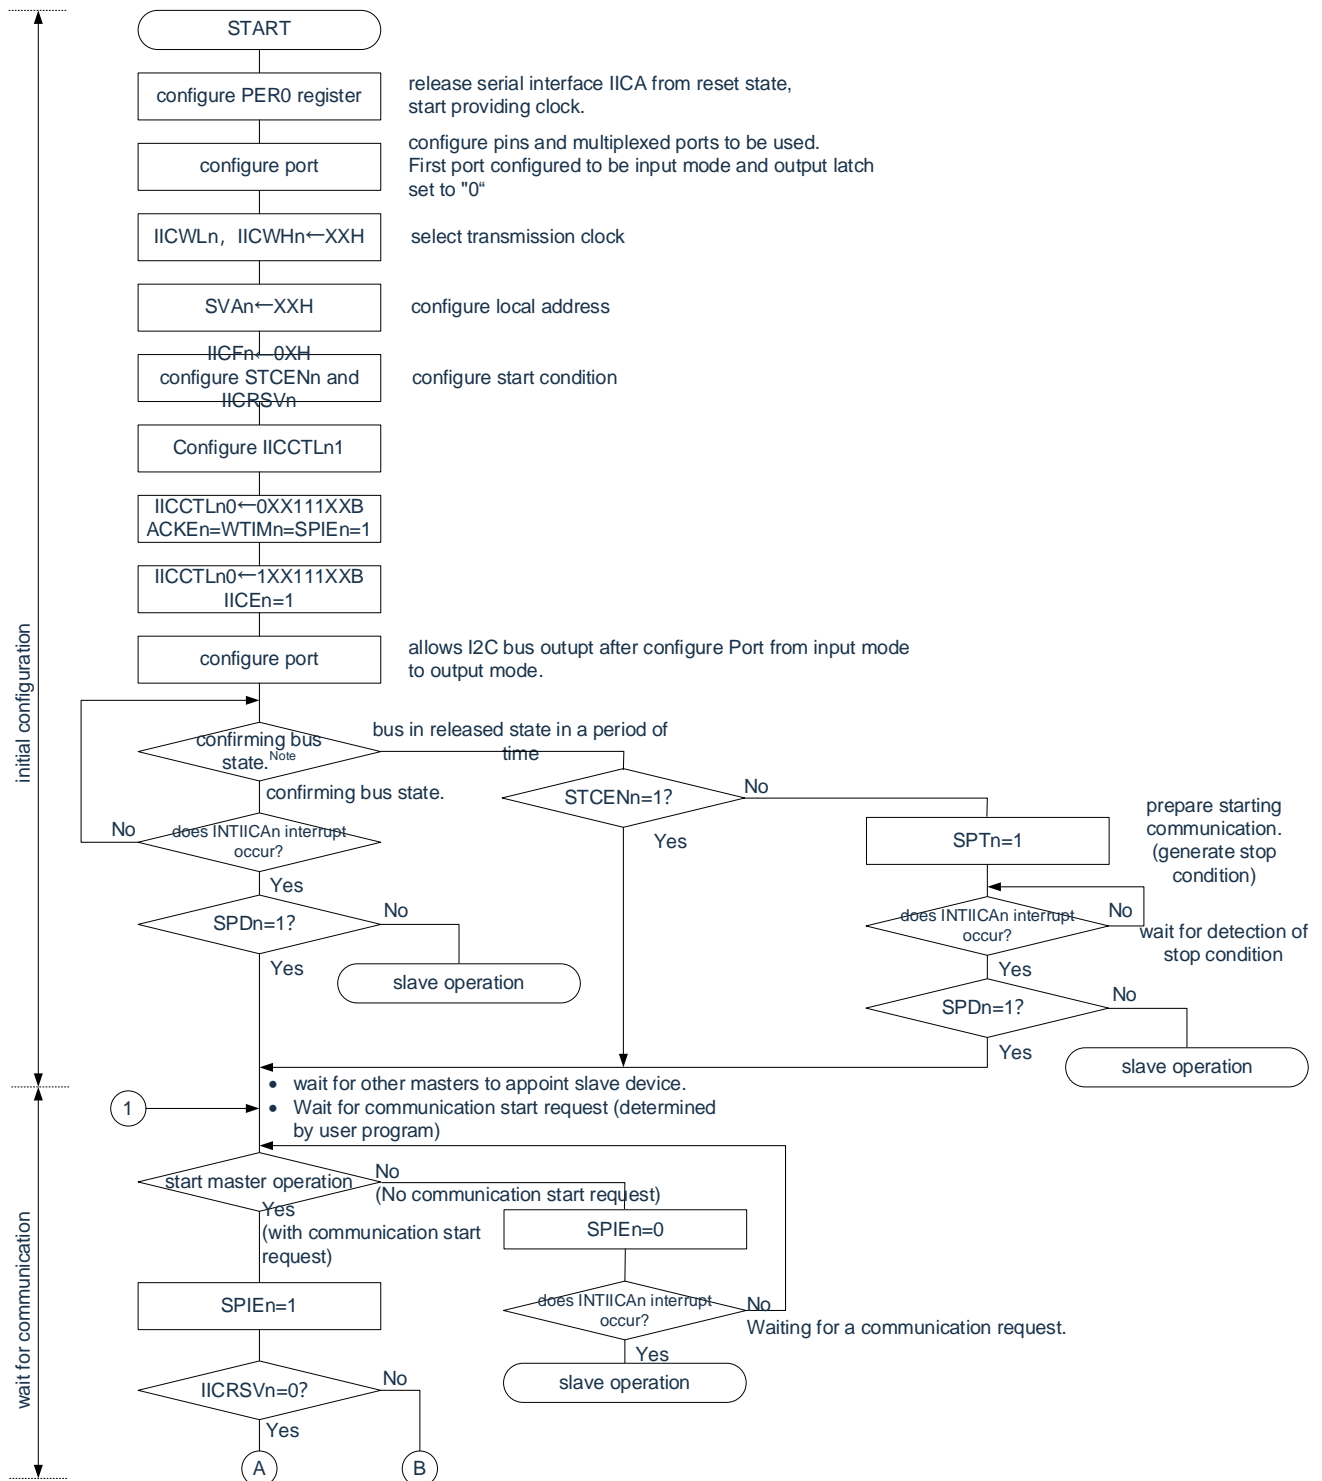 START
configure PER0 register
release serial interface IICA from reset state,
start providing clock.
configure port
configure pins and multiplexed ports to be used.
First port configured to be input mode and output latch
set to "0“
IICWLn, IICWHn←XXH
select transmission clock
SVAn←XXH
configure local address
IICFn←0XH
configure STCENn and
IICRSVn
configure start condition
Configure IICCTLn1
IICCTLn0←0XX111XXB
ACKEn=WTIMn=SPIEn=1
IICCTLn0←1XX111XXB
IICEn=1
configure port
allows I2C bus outupt after configure Port from input mode
to output mode.
initial configuration
confirming bus
state.Note
bus in released state in a period of
time
confirming bus state.
STCENn=1?
No
Yes
prepare starting
communication.
(generate stop
condition)
SPTn=1
No
does INTIICAn interrupt
occur?
Yes
does INTIICAn interrupt
occur?
No
wait for detection of
stop condition
Yes
SPDn=1?
No
Yes
slave operation
SPDn=1?
No
Yes
slave operation
1
• wait for other masters to appoint slave device.
• Wait for communication start request (determined
by user program)
wait for communication
start master operation
No
(No communication start request)
Yes
(with communication start
request)
SPIEn=0
SPIEn=1
does INTIICAn interrupt
occur?
No
Waiting for a communication request.
Yes
slave operation
IICRSVn=0?
No
Yes
A
B